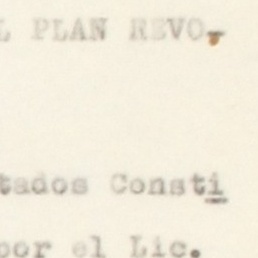 L PLAN REVO-
tados Consti
por el Lic.